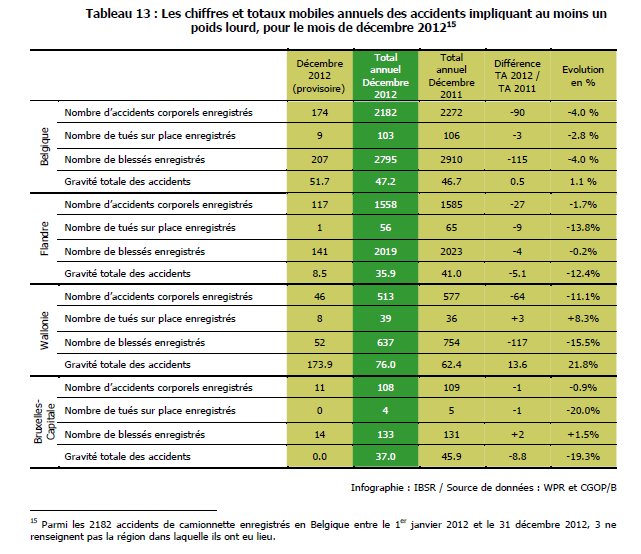 Tableau 13 : Les chiffres et totaux mobiles annuels des accidents impliquant au moins un
poids lourd, pour le mois de décembre 2012¹⁵
Décembre 2012 (provisoire) Total annuel Décembre 2012 Total annuel Décembre 2011 Différence TA 2012 / TA 2011 Evolution en %
Belgique
Nombre d'accidents corporels enregistrés 174 2182 2272 -90 -4.0 %
Nombre de tués sur place enregistrés 9 103 106 -3 -2.8 %
Nombre de blessés enregistrés 207 2795 2910 -115 -4.0 %
Gravité totale des accidents 51.7 47.2 46.7 0.5 1.1 %
Flandre
Nombre d'accidents corporels enregistrés 117 1558 1585 -27 -1.7%
Nombre de tués sur place enregistrés 1 56 65 -9 -13.8%
Nombre de blessés enregistrés 141 2019 2023 -4 -0.2%
Gravité totale des accidents 8.5 35.9 41.0 -5.1 -12.4%
Wallonie
Nombre d'accidents corporels enregistrés 46 513 577 -64 -11.1%
Nombre de tués sur place enregistrés 8 39 36 +3 +8.3%
Nombre de blessés enregistrés 52 637 754 -117 -15.5%
Gravité totale des accidents 173.9 76.0 62.4 13.6 21.8%
Bruxelles-Capitale
Nombre d'accidents corporels enregistrés 11 108 109 -1 -0.9%
Nombre de tués sur place enregistrés 0 4 5 -1 -20.0%
Nombre de blessés enregistrés 14 133 131 +2 +1.5%
Gravité totale des accidents 0.0 37.0 45.9 -8.8 -19.3%
Infographie : IBSR / Source de données : WPR et CGOP/B
¹⁵ Parmi les 2182 accidents de camionnette enregistrés en Belgique entre le 1er janvier 2012 et le 31 décembre 2012, 3 ne
renseignent pas la région dans laquelle ils ont eu lieu.